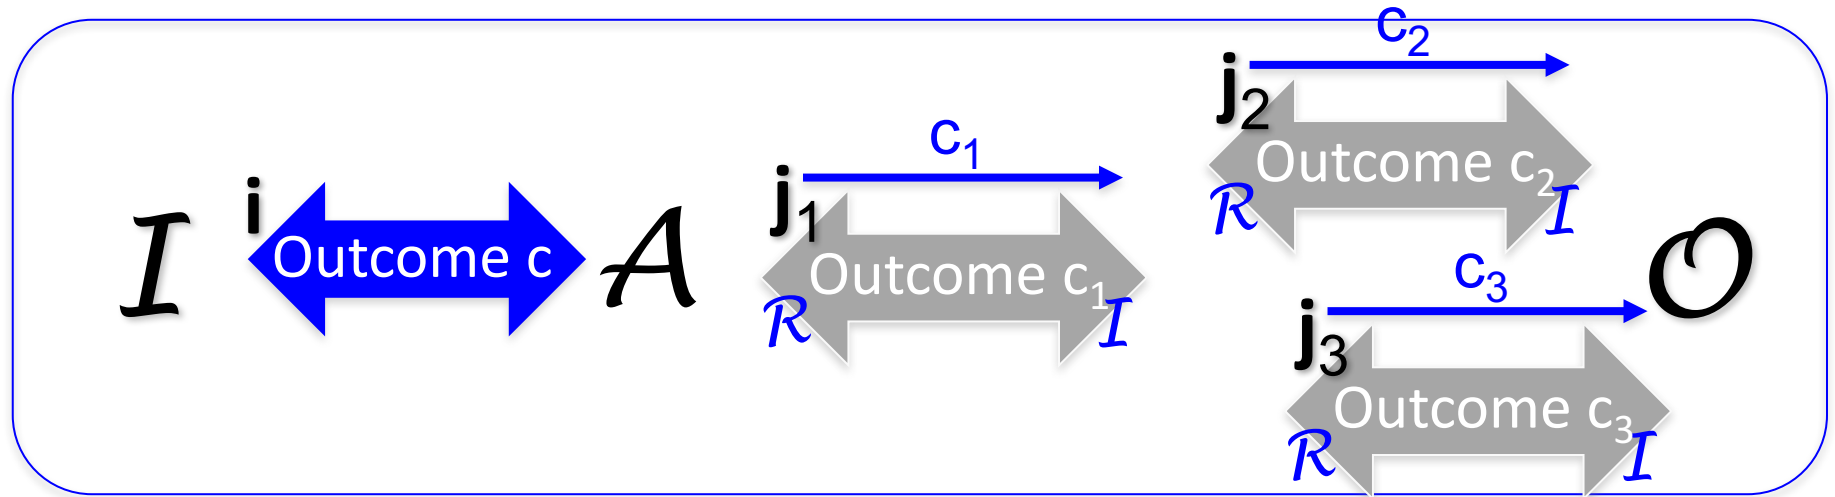 I
i
Outcome c
A
c₁
j₁
Outcome c₁
R
I
c₂
j₂
Outcome c₂
R
I
c₃
j₃
Outcome c₃
R
I
O